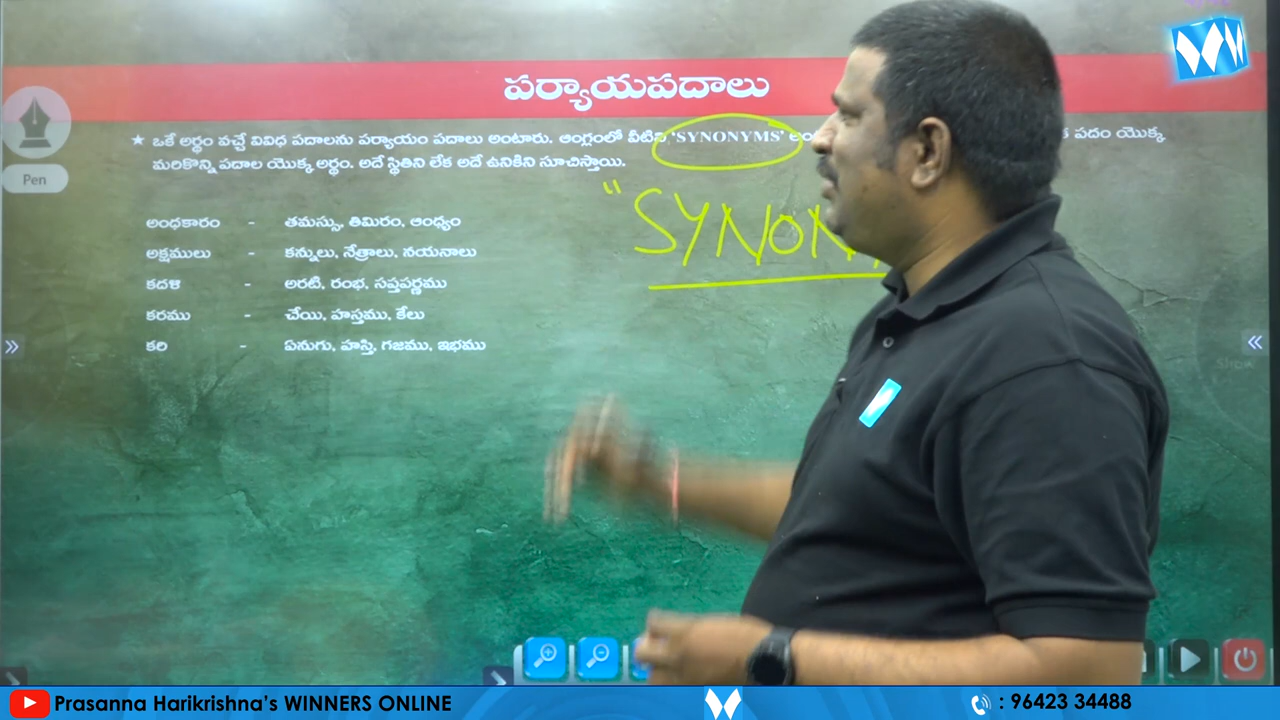 పర్యాయపదాలు
Pen
★ ఒకే అర్థం వచ్చే వివిధ పదాలను పర్యాయం పదాలు అంటారు. ఆంగ్లంలో వీటిని 'SYNONYMS' పదం యొక్క
మరికొన్ని పదాల యొక్క అర్థం. అదే స్థితిని లేక అదే ఉనికిని సూచిస్తాయి.
"SYNON
అంధకారం - తమస్సు, తిమిరం, ఆంధ్యం
అక్షములు - కన్నులు, నేత్రాలు, నయనాలు
కదళి - అరటి, రంభ, సప్తపర్ణము
కరము - చేయి, హస్తము, కేలు
కరి - ఏనుగు, హస్తి, గజము, ఇభము
Show
Prasanna Harikrishna's WINNERS ONLINE
: 96423 34488